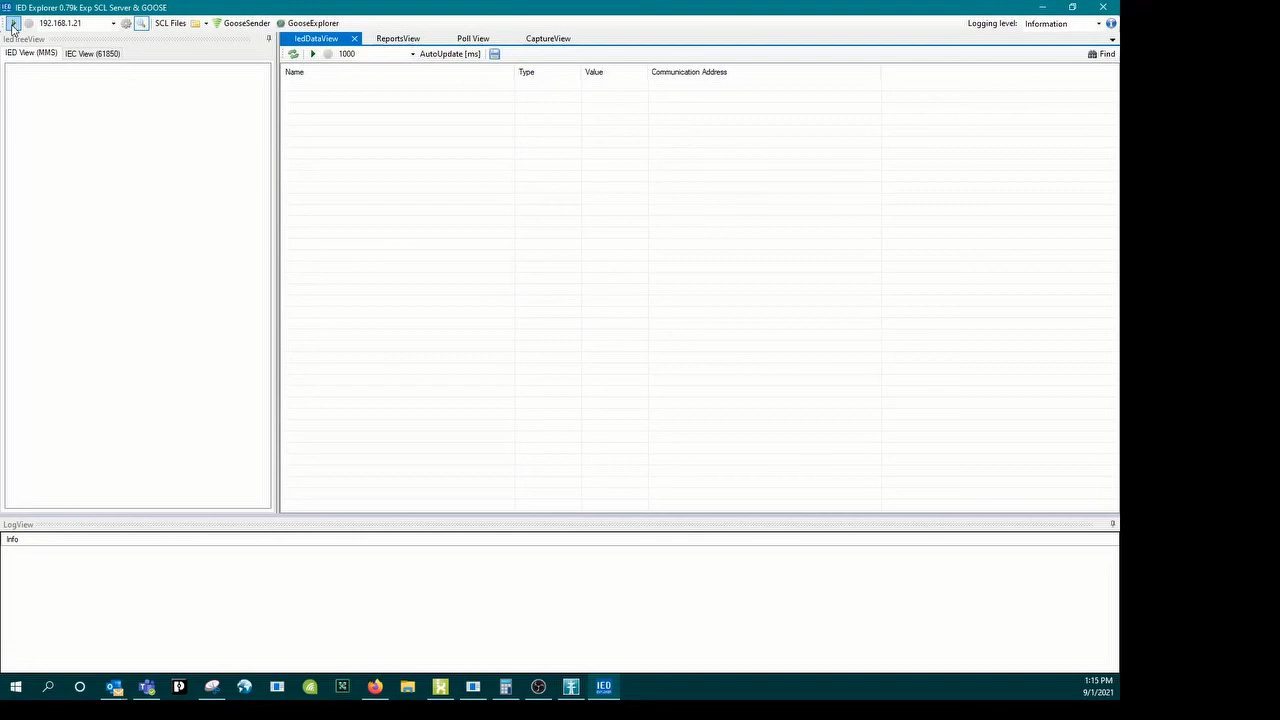 IED Explorer 0.79k Exp SCL Server & GOOSE
192.168.1.21 SCL Files GooseSender GooseExplorer Logging level: Information
IedTreeView
IedDataView ReportsView Poll View CaptureView
IED View (MMS) IEC View (61850)
1000 AutoUpdate [ms] Find
Name Type Value Communication Address
LogView
Info
IED
EXPLORER
1:15 PM
9/1/2021